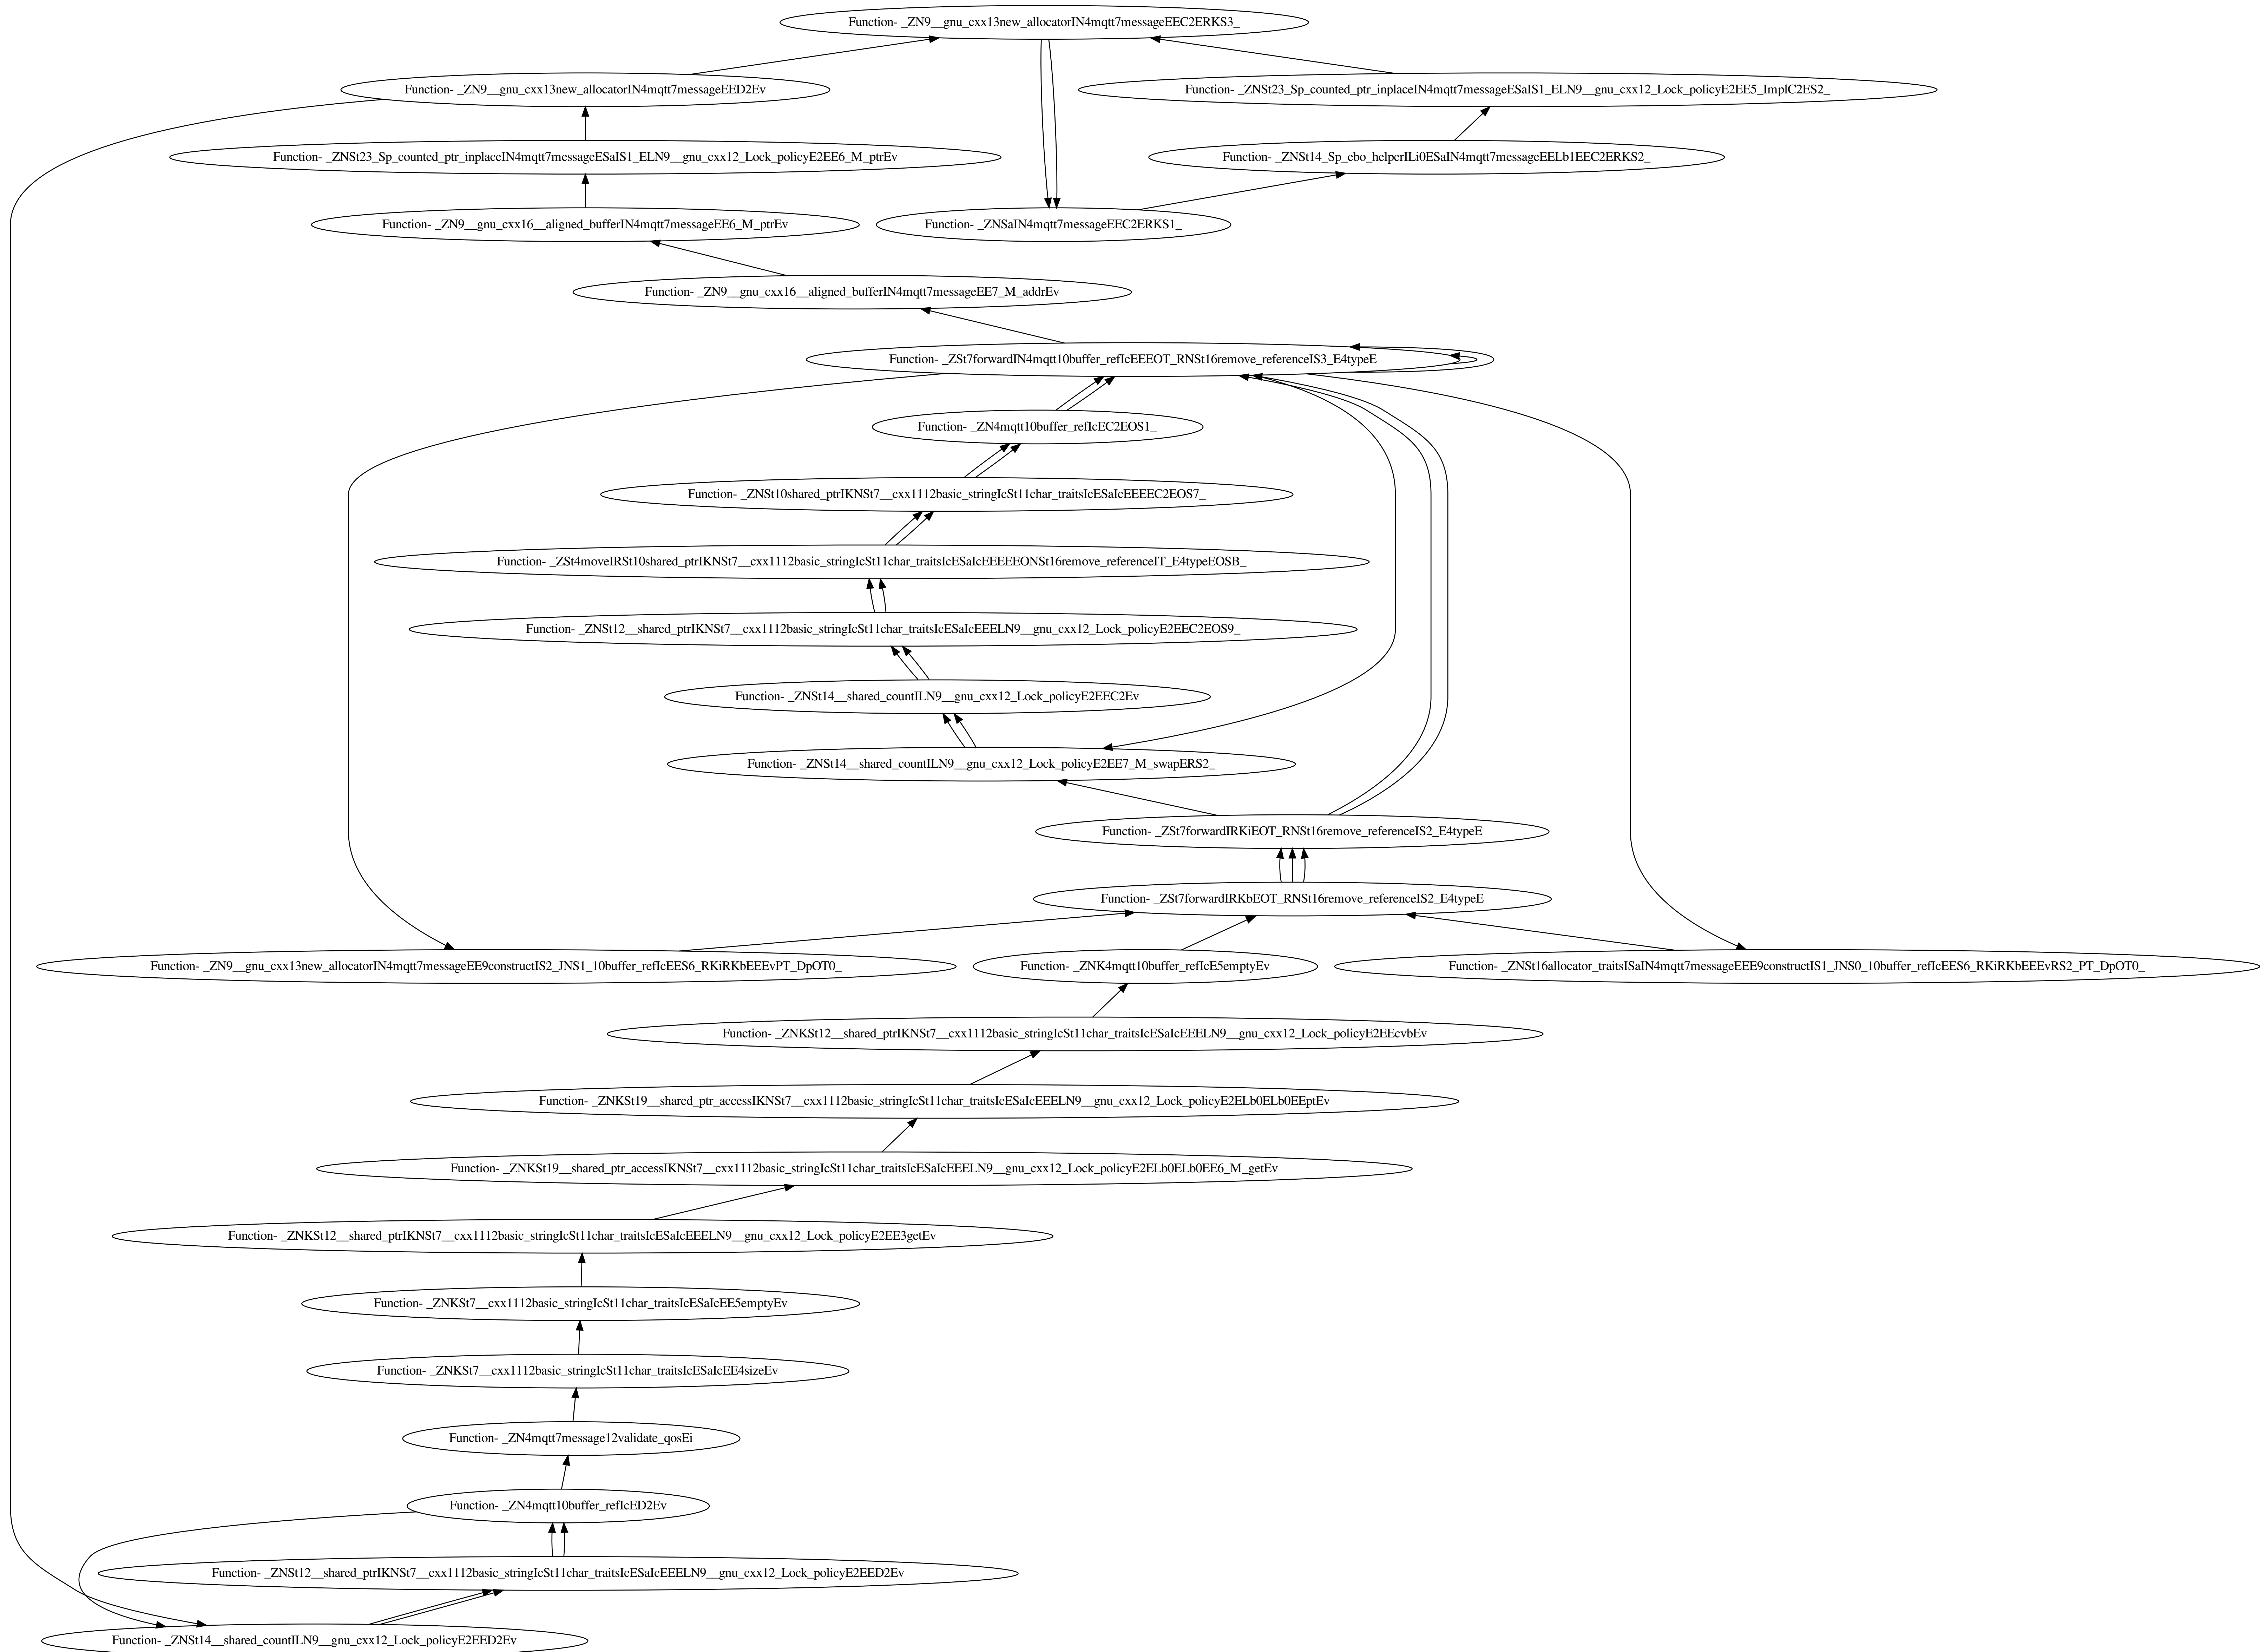 Function- _ZN9__gnu_cxx13new_allocatorIN4mqtt7messageEEC2ERKS3_
Function- _ZN9__gnu_cxx13new_allocatorIN4mqtt7messageEED2Ev
Function- _ZNSt23_Sp_counted_ptr_inplaceIN4mqtt7messageESaIS1_ELN9__gnu_cxx12_Lock_policyE2EE5_ImplC2ES2_
Function- _ZNSt23_Sp_counted_ptr_inplaceIN4mqtt7messageESaIS1_ELN9__gnu_cxx12_Lock_policyE2EE6_M_ptrEv
Function- _ZNSt14_Sp_ebo_helperILi0ESaIN4mqtt7messageEELb1EEC2ERKS2_
Function- _ZN9__gnu_cxx16__aligned_bufferIN4mqtt7messageEE6_M_ptrEv
Function- _ZNSaIN4mqtt7messageEEC2ERKS1_
Function- _ZN9__gnu_cxx16__aligned_bufferIN4mqtt7messageEE7_M_addrEv
Function- _ZSt7forwardIN4mqtt10buffer_refIcEEEOT_RNSt16remove_referenceIS3_E4typeE
Function- _ZN4mqtt10buffer_refIcEC2EOS1_
Function- _ZNSt10shared_ptrIKNSt7__cxx1112basic_stringIcSt11char_traitsIcESaIcEEEEC2EOS7_
Function- _ZSt4moveIRSt10shared_ptrIKNSt7__cxx1112basic_stringIcSt11char_traitsIcESaIcEEEEEONSt16remove_referenceIT_E4typeEOSB_
Function- _ZNSt12__shared_ptrIKNSt7__cxx1112basic_stringIcSt11char_traitsIcESaIcEEELN9__gnu_cxx12_Lock_policyE2EEC2EOS9_
Function- _ZNSt14__shared_countILN9__gnu_cxx12_Lock_policyE2EEC2Ev
Function- _ZNSt14__shared_countILN9__gnu_cxx12_Lock_policyE2EE7_M_swapERS2_
Function- _ZSt7forwardIRKiEOT_RNSt16remove_referenceIS2_E4typeE
Function- _ZSt7forwardIRKbEOT_RNSt16remove_referenceIS2_E4typeE
Function- _ZN9__gnu_cxx13new_allocatorIN4mqtt7messageEE9constructIS2_JNS1_10buffer_refIcEES6_RKiRKbEEEvPT_DpOT0_
Function- _ZNK4mqtt10buffer_refIcE5emptyEv
Function- _ZNSt16allocator_traitsISaIN4mqtt7messageEEE9constructIS1_JNS0_10buffer_refIcEES6_RKiRKbEEEvRS2_PT_DpOT0_
Function- _ZNKSt12__shared_ptrIKNSt7__cxx1112basic_stringIcSt11char_traitsIcESaIcEEELN9__gnu_cxx12_Lock_policyE2EEcvbEv
Function- _ZNKSt19__shared_ptr_accessIKNSt7__cxx1112basic_stringIcSt11char_traitsIcESaIcEEELN9__gnu_cxx12_Lock_policyE2ELb0ELb0EEptEv
Function- _ZNKSt19__shared_ptr_accessIKNSt7__cxx1112basic_stringIcSt11char_traitsIcESaIcEEELN9__gnu_cxx12_Lock_policyE2ELb0ELb0EE6_M_getEv
Function- _ZNKSt12__shared_ptrIKNSt7__cxx1112basic_stringIcSt11char_traitsIcESaIcEEELN9__gnu_cxx12_Lock_policyE2EE3getEv
Function- _ZNKSt7__cxx1112basic_stringIcSt11char_traitsIcESaIcEE5emptyEv
Function- _ZNKSt7__cxx1112basic_stringIcSt11char_traitsIcESaIcEE4sizeEv
Function- _ZN4mqtt7message12validate_qosEi
Function- _ZN4mqtt10buffer_refIcED2Ev
Function- _ZNSt12__shared_ptrIKNSt7__cxx1112basic_stringIcSt11char_traitsIcESaIcEEELN9__gnu_cxx12_Lock_policyE2EED2Ev
Function- _ZNSt14__shared_countILN9__gnu_cxx12_Lock_policyE2EED2Ev